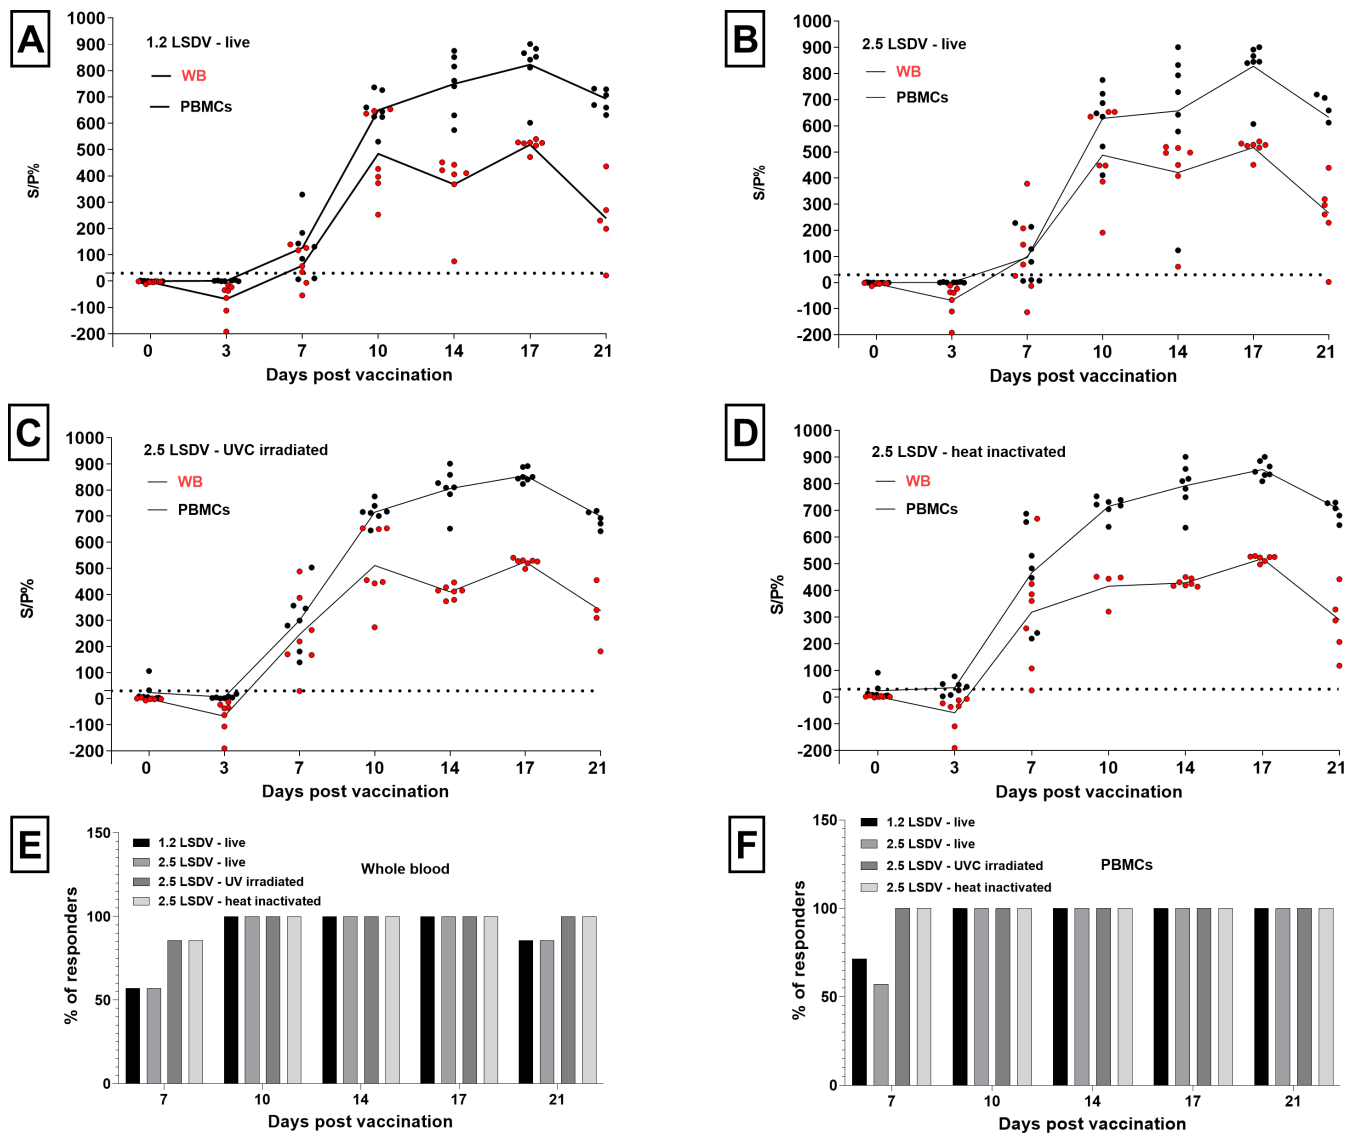 A
1.2 LSDV - live
WB
PBMCs
1000
900
800
700
600
500
400
300
200
100
0
-100
-200
S/P%
0 3 7 10 14 17 21
Days post vaccination
B
2.5 LSDV - live
WB
PBMCs
1000
900
800
700
600
500
400
300
200
100
0
-100
-200
S/P%
0 3 7 10 14 17 21
Days post vaccination
C
2.5 LSDV - UVC irradiated
WB
PBMCs
1000
900
800
700
600
500
400
300
200
100
0
-100
-200
S/P%
0 3 7 10 14 17 21
Days post vaccination
D
2.5 LSDV - heat inactivated
WB
PBMCs
1000
900
800
700
600
500
400
300
200
100
0
-100
-200
S/P%
0 3 7 10 14 17 21
Days post vaccination
E
1.2 LSDV - live
2.5 LSDV - live
2.5 LSDV - UV irradiated
2.5 LSDV - heat inactivated
Whole blood
150
100
50
0
% of responders
7 10 14 17 21
Days post vaccination
F
1.2 LSDV - live
2.5 LSDV - live
2.5 LSDV - UVC irradiated
2.5 LSDV - heat inactivated
PBMCs
150
100
50
0
% of responders
7 10 14 17 21
Days post vaccination